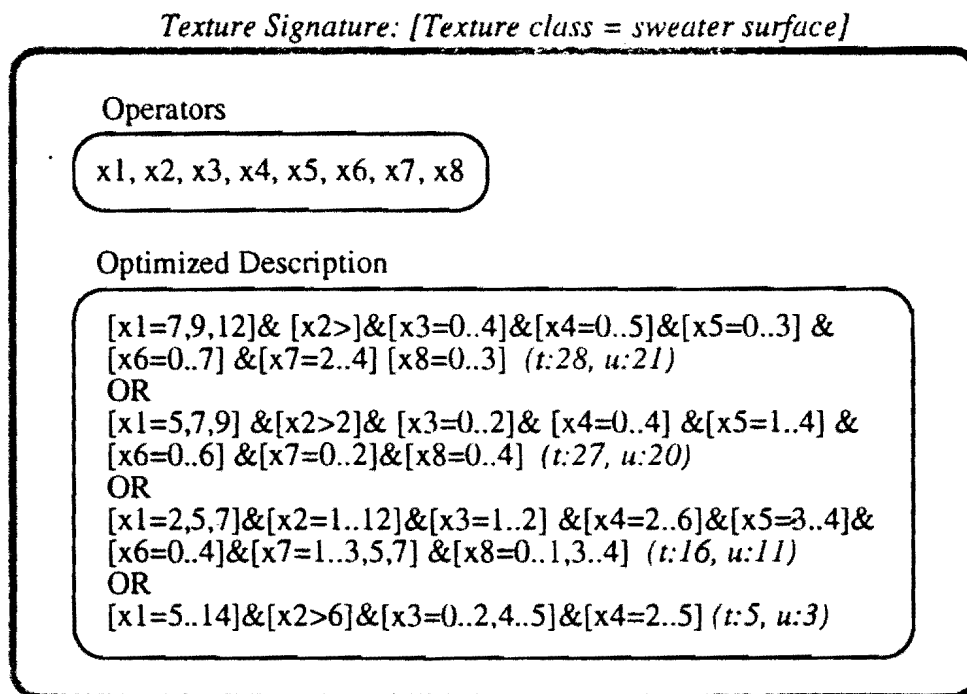 Texture Signature: [Texture class = sweater surface]
Operators
x1, x2, x3, x4, x5, x6, x7, x8
Optimized Description
[x1=7,9,12]& [x2>]&[x3=0..4]&[x4=0..5]&[x5=0..3] &
[x6=0..7] &[x7=2..4] [x8=0..3] (t:28, u:21)
OR
[x1=5,7,9] &[x2>2]& [x3=0..2]& [x4=0..4] &[x5=1..4] &
[x6=0..6] &[x7=0..2]&[x8=0..4] (t:27, u:20)
OR
[x1=2,5,7]&[x2=1..12]&[x3=1..2] &[x4=2..6]&[x5=3..4]&
[x6=0..4]&[x7=1..3,5,7] &[x8=0..1,3..4] (t:16, u:11)
OR
[x1=5..14]&[x2>6]&[x3=0..2,4..5]&[x4=2..5] (t:5, u:3)